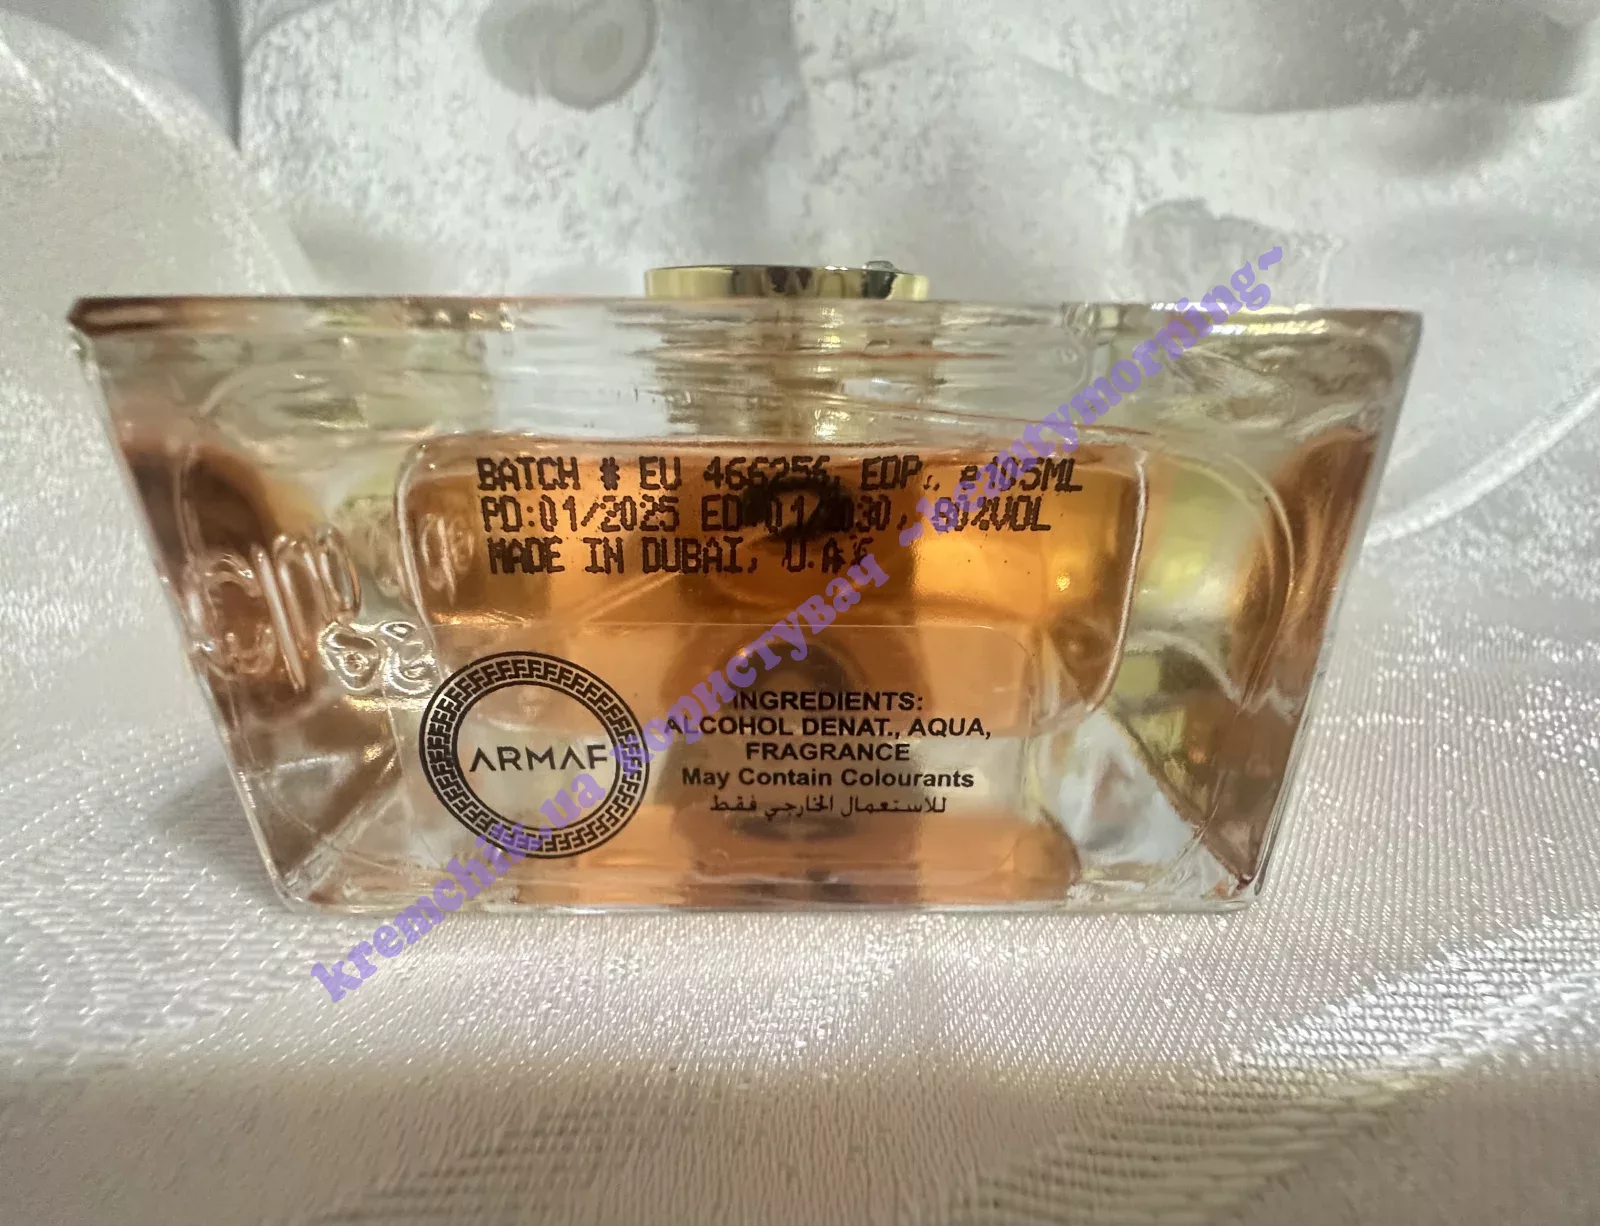 BATCH # EU 466256, EDP., e105ML
PD:01/2025 ED:01/2030, 80%VOL
MADE IN DUBAI, U.A.E
ARMAF
INGREDIENTS:
ALCOHOL DENAT., AQUA,
FRAGRANCE
May Contain Colourants
للاستعمال الخارجي فقط
kremchik.ua користувач ~beautymorning~